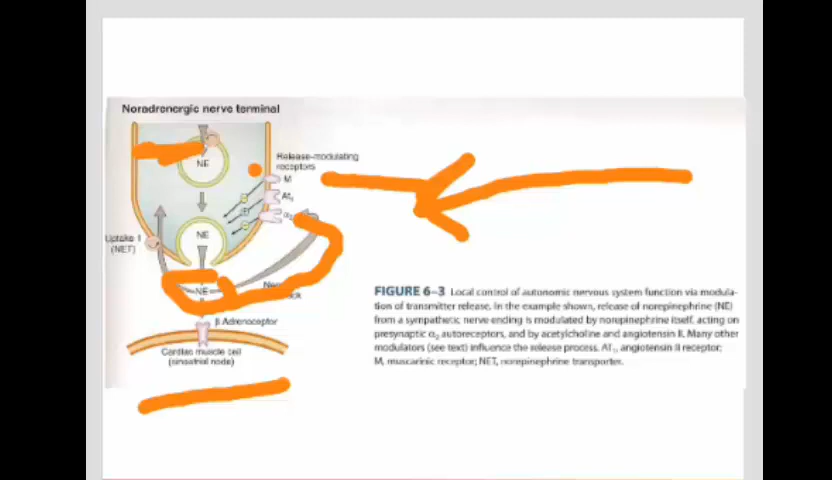 Noradrenergic nerve terminal
NE
Release-modulating
receptors
M
AT₁
α₂
NE
Uptake 1
(NET)
NE
β Adrenoceptor
Cardiac muscle cell
(sinoatrial node)
FIGURE 6–3 Local control of autonomic nervous system function via modula-
tion of transmitter release. In the example shown, release of norepinephrine (NE)
from a sympathetic nerve ending is modulated by norepinephrine itself, acting on
presynaptic α₂ autoreceptors, and by acetylcholine and angiotensin II. Many other
modulators (see text) influence the release process. AT₁, angiotensin II receptor;
M, muscarinic receptor; NET, norepinephrine transporter.